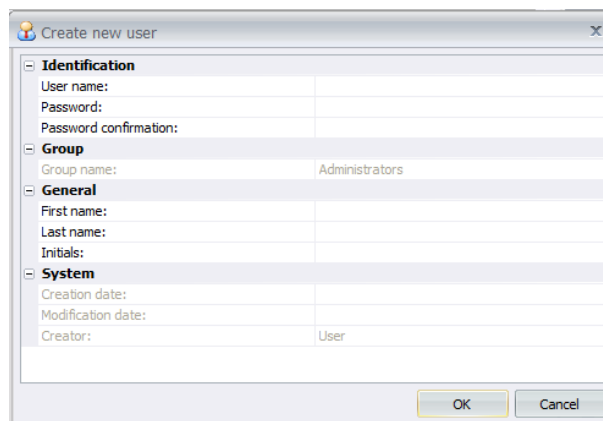 Create new user
Identification
User name:
Password:
Password confirmation:
Group
Group name: Administrators
General
First name:
Last name:
Initials:
System
Creation date:
Modification date:
Creator: User
OK Cancel